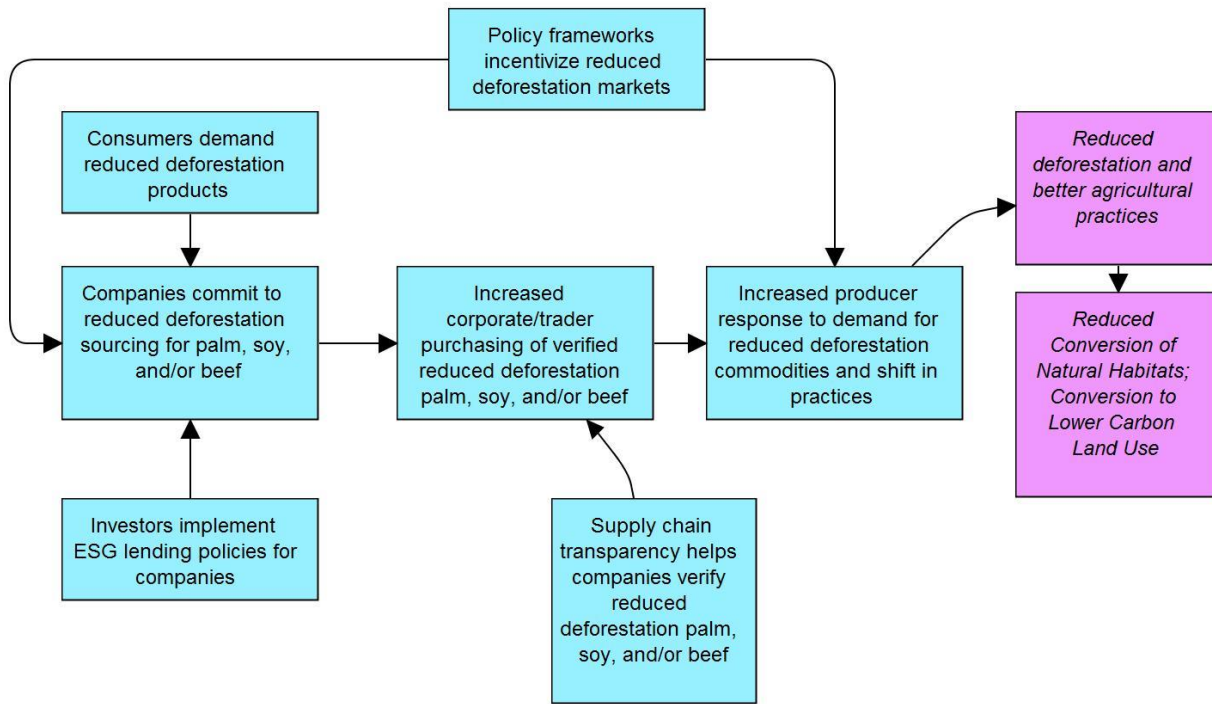 Policy frameworks
incentivize reduced
deforestation markets
Consumers demand
reduced deforestation
products
Reduced
deforestation and
better agricultural
practices
Companies commit to
reduced deforestation
sourcing for palm, soy,
and/or beef
Increased
corporate/trader
purchasing of verified
reduced deforestation
palm, soy, and/or beef
Increased producer
response to demand for
reduced deforestation
commodities and shift in
practices
Reduced
Conversion of
Natural Habitats;
Conversion to
Lower Carbon
Land Use
Investors implement
ESG lending policies for
companies
Supply chain
transparency helps
companies verify
reduced
deforestation palm,
soy, and/or beef